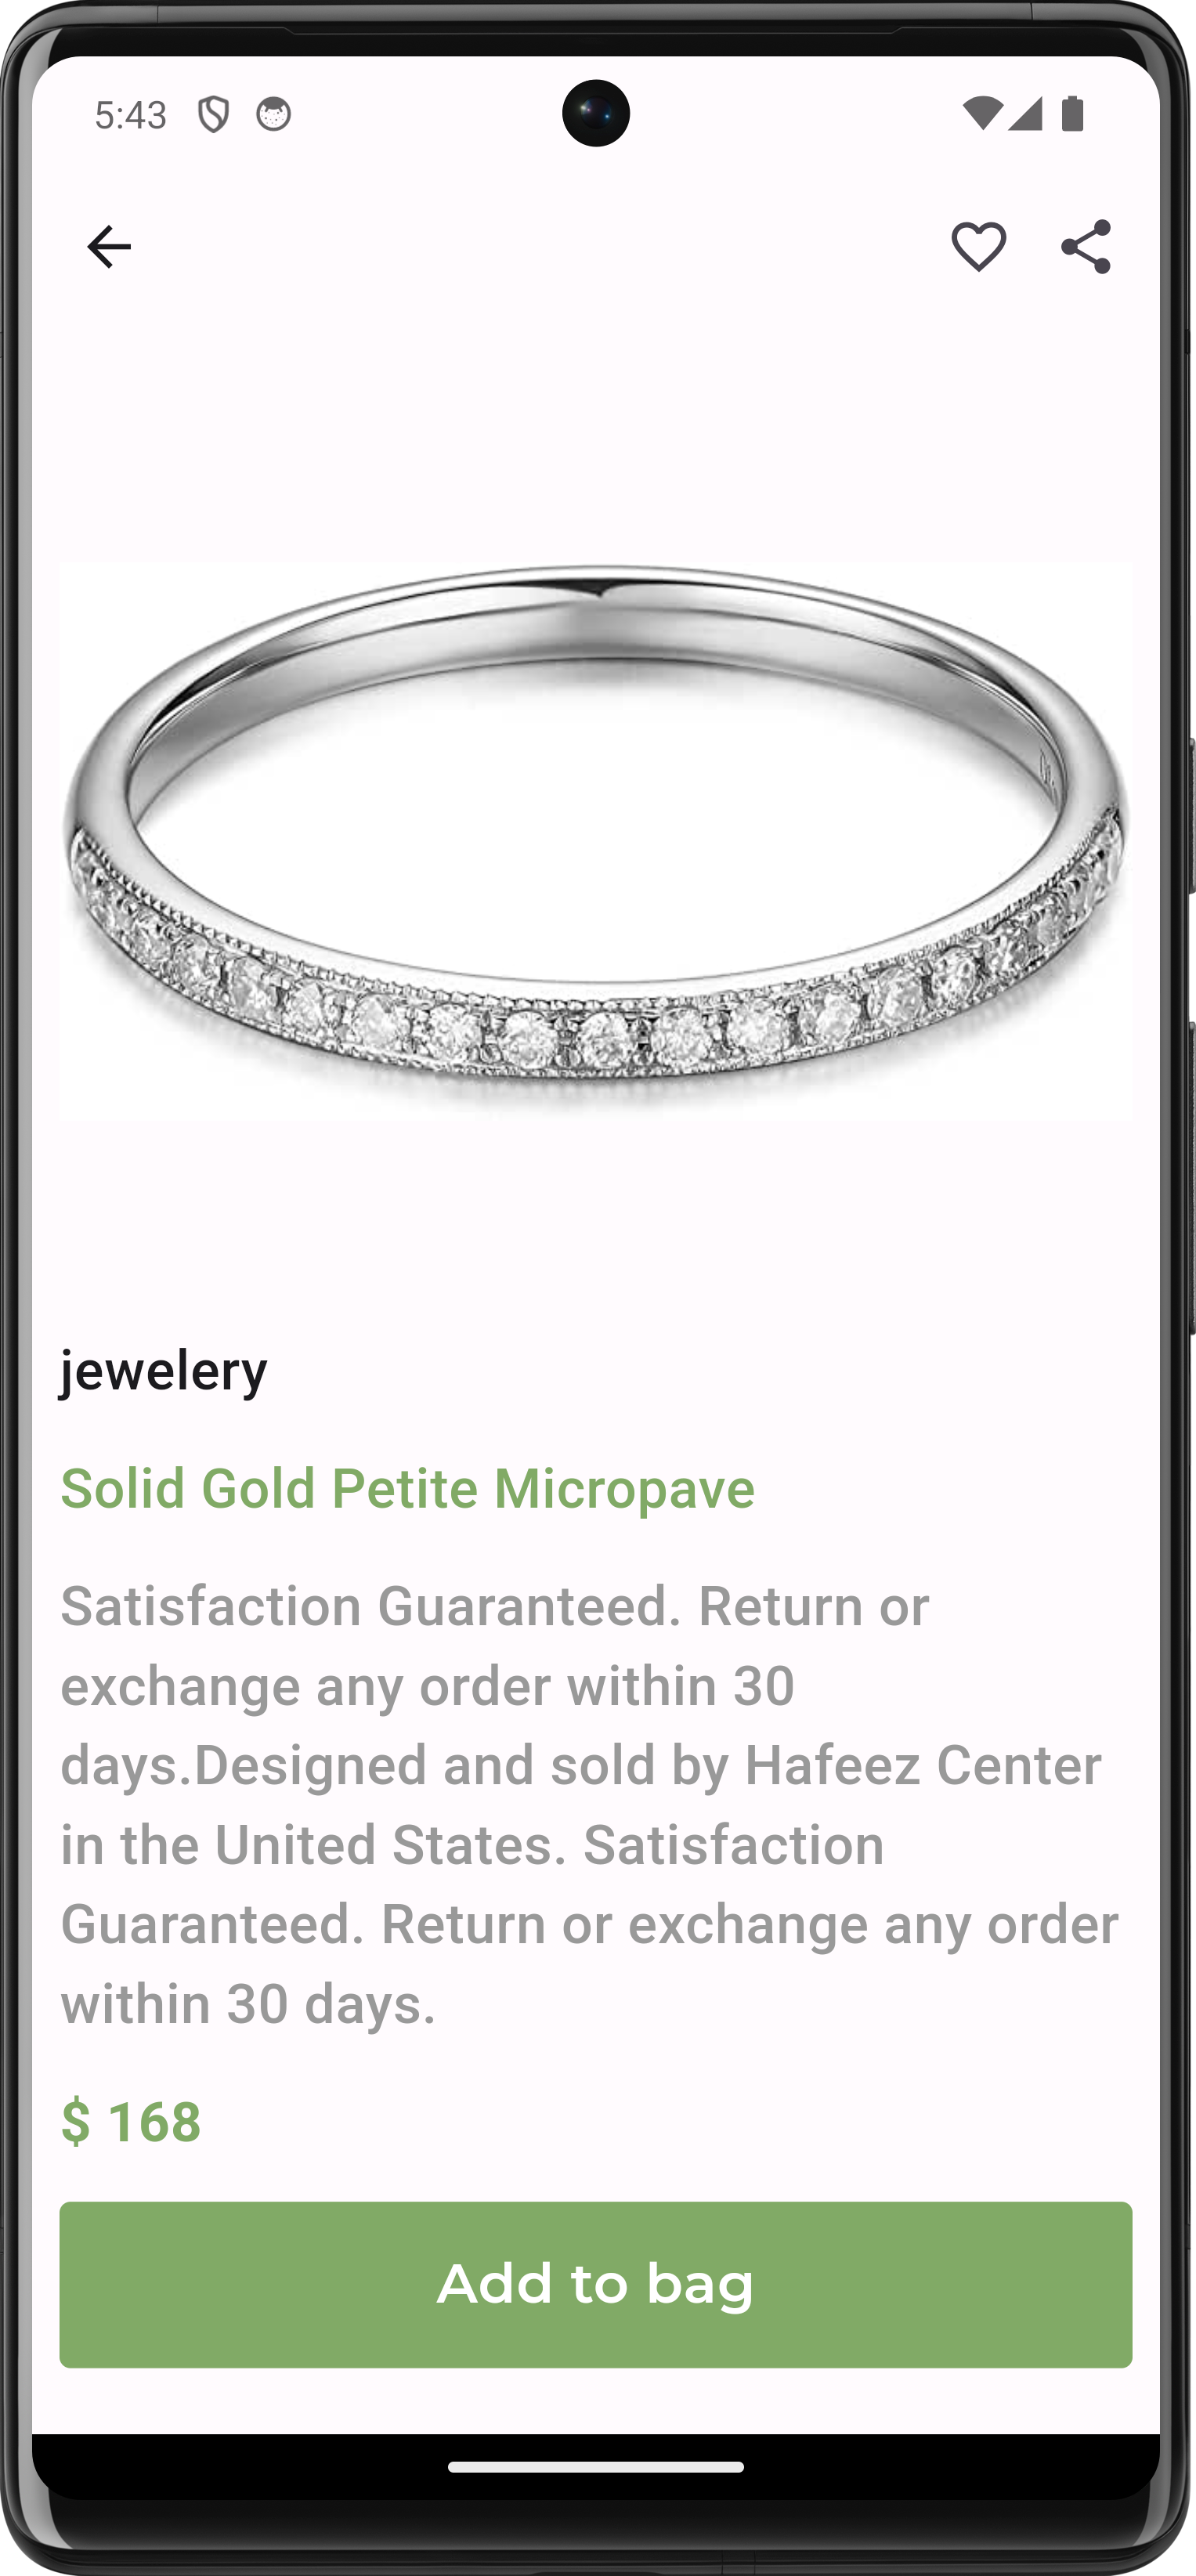 5:43
jewelery
Solid Gold Petite Micropave
Satisfaction Guaranteed. Return or
exchange any order within 30
days.Designed and sold by Hafeez Center
in the United States. Satisfaction
Guaranteed. Return or exchange any order
within 30 days.
$ 168
Add to bag